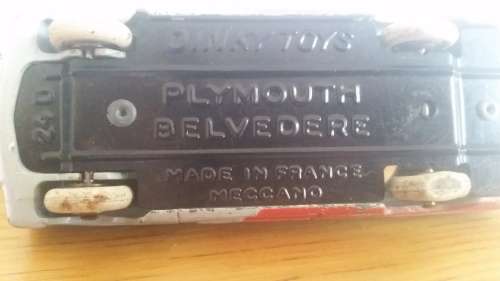 DINKY TOYS
24 D
PLYMOUTH
BELVEDERE
MADE IN FRANCE
MECCANO